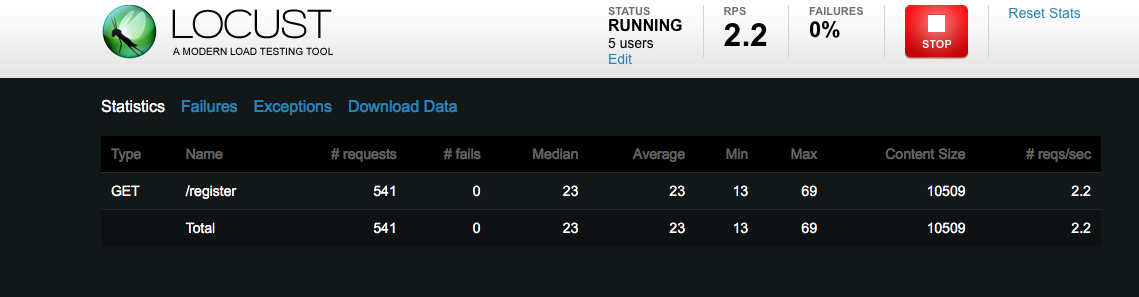 LOCUST
A MODERN LOAD TESTING TOOL
STATUS
RUNNING
5 users
Edit
RPS
2.2
FAILURES
0%
STOP
Reset Stats
Statistics Failures Exceptions Download Data
Type Name # requests # fails Median Average Min Max Content Size # reqs/sec
GET /register 541 0 23 23 13 69 10509 2.2
Total 541 0 23 23 13 69 10509 2.2